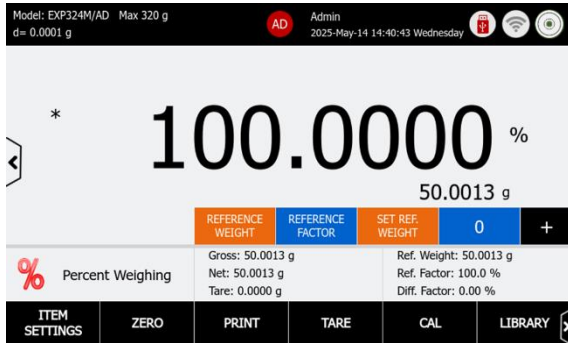 Model: EXP324M/AD Max 320 g
d= 0.0001 g
AD
Admin
2025-May-14 14:40:43 Wednesday
*
100.0000 %
50.0013 g
REFERENCE
WEIGHT
REFERENCE
FACTOR
SET REF.
WEIGHT
0
+
% Percent Weighing
Gross: 50.0013 g
Net: 50.0013 g
Tare: 0.0000 g
Ref. Weight: 50.0013 g
Ref. Factor: 100.0 %
Diff. Factor: 0.00 %
ITEM
SETTINGS
ZERO
PRINT
TARE
CAL
LIBRARY